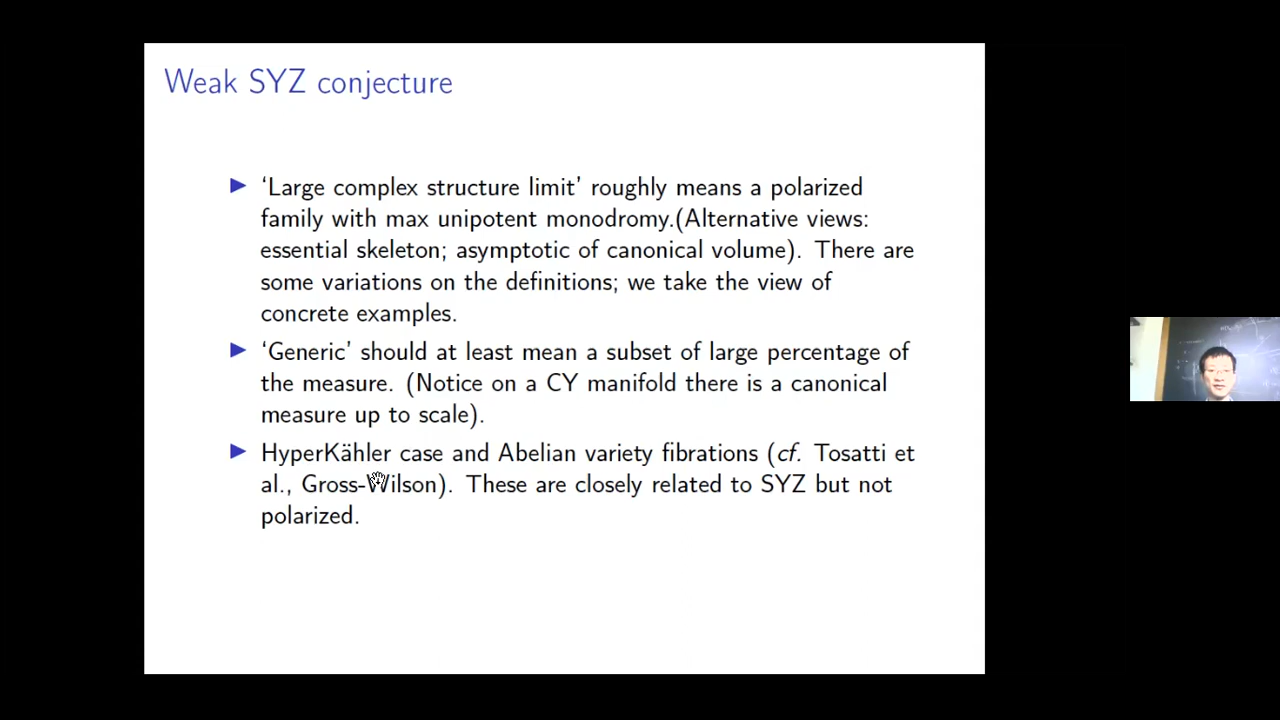 Weak SYZ conjecture
‘Large complex structure limit’ roughly means a polarized
family with max unipotent monodromy.(Alternative views:
essential skeleton; asymptotic of canonical volume). There are
some variations on the definitions; we take the view of
concrete examples.
‘Generic’ should at least mean a subset of large percentage of
the measure. (Notice on a CY manifold there is a canonical
measure up to scale).
HyperKähler case and Abelian variety fibrations (cf. Tosatti et
al., Gross-Wilson). These are closely related to SYZ but not
polarized.